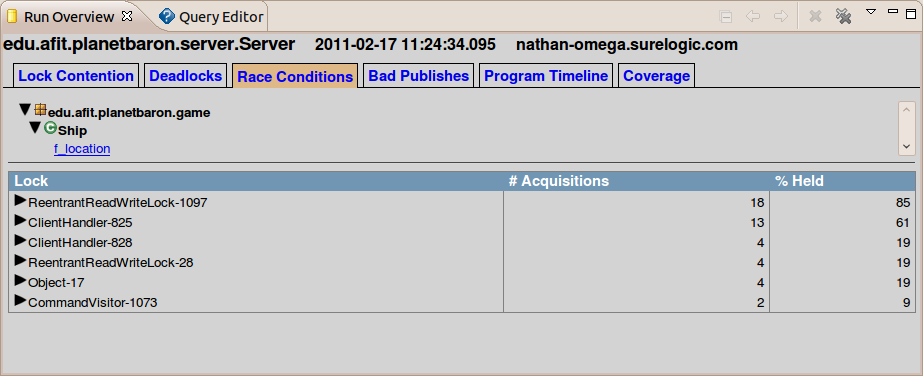 Run Overview Query Editor
edu.afit.planetbaron.server.Server 2011-02-17 11:24:34.095 nathan-omega.surelogic.com
Lock Contention Deadlocks Race Conditions Bad Publishes Program Timeline Coverage
edu.afit.planetbaron.game
Ship
f_location
Lock # Acquisitions % Held
ReentrantReadWriteLock-1097 18 85
ClientHandler-825 13 61
ClientHandler-828 4 19
ReentrantReadWriteLock-28 4 19
Object-17 4 19
CommandVisitor-1073 2 9